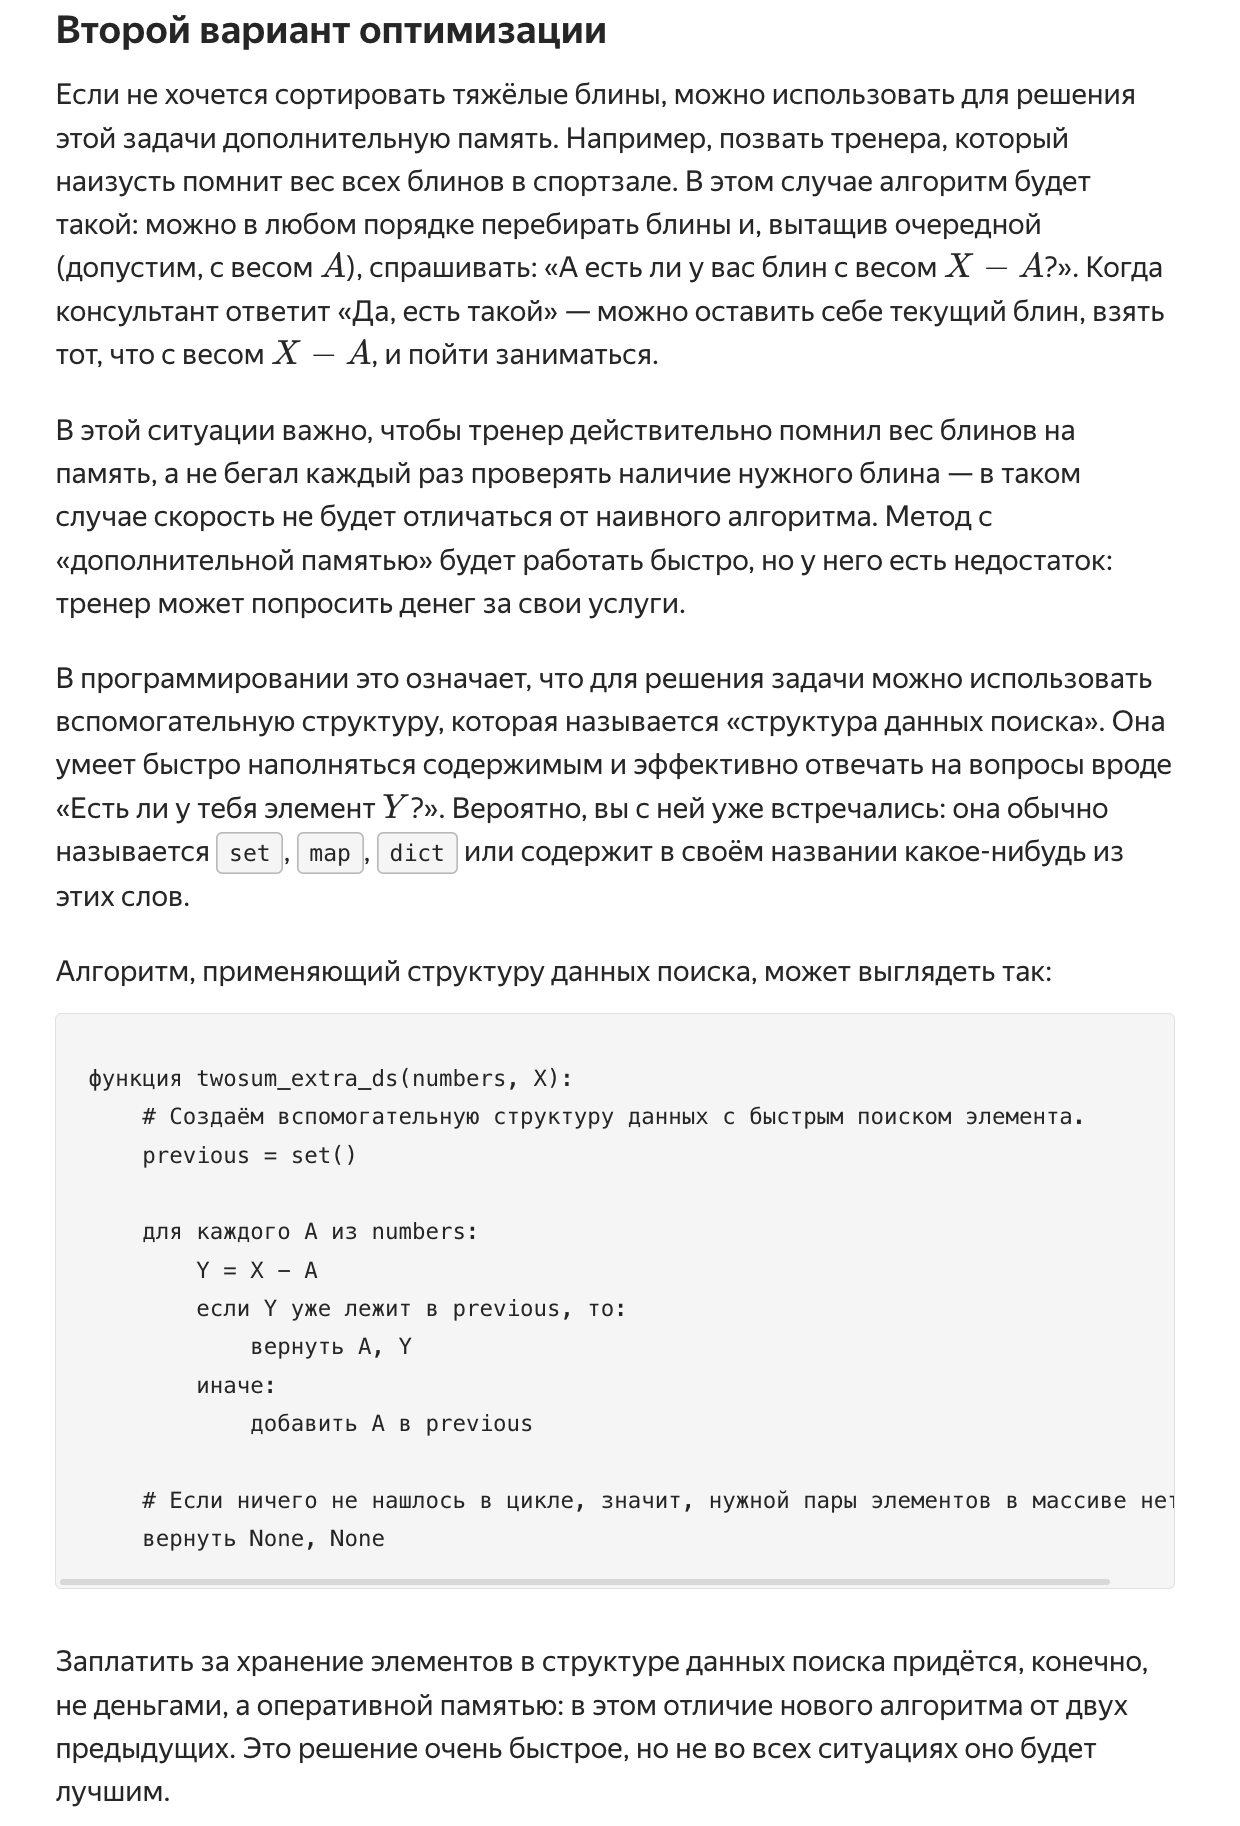 Второй вариант оптимизации
Если не хочется сортировать тяжёлые блины, можно использовать для решения
этой задачи дополнительную память. Например, позвать тренера, который
наизусть помнит вес всех блинов в спортзале. В этом случае алгоритм будет
такой: можно в любом порядке перебирать блины и, вытащив очередной
(допустим, с весом A), спрашивать: «А есть ли у вас блин с весом X − A?». Когда
консультант ответит «Да, есть такой» — можно оставить себе текущий блин, взять
тот, что с весом X − A, и пойти заниматься.
В этой ситуации важно, чтобы тренер действительно помнил вес блинов на
память, а не бегал каждый раз проверять наличие нужного блина — в таком
случае скорость не будет отличаться от наивного алгоритма. Метод с
«дополнительной памятью» будет работать быстро, но у него есть недостаток:
тренер может попросить денег за свои услуги.
В программировании это означает, что для решения задачи можно использовать
вспомогательную структуру, которая называется «структура данных поиска». Она
умеет быстро наполняться содержимым и эффективно отвечать на вопросы вроде
«Есть ли у тебя элемент Y?». Вероятно, вы с ней уже встречались: она обычно
называется set, map, dict или содержит в своём названии какое-нибудь из
этих слов.
Алгоритм, применяющий структуру данных поиска, может выглядеть так:
функция twosum_extra_ds(numbers, X):
    # Создаём вспомогательную структуру данных с быстрым поиском элемента.
    previous = set()
    для каждого A из numbers:
        Y = X − A
        если Y уже лежит в previous, то:
            вернуть A, Y
        иначе:
            добавить A в previous
    # Если ничего не нашлось в цикле, значит, нужной пары элементов в массиве нет
    вернуть None, None
Заплатить за хранение элементов в структуре данных поиска придётся, конечно,
не деньгами, а оперативной памятью: в этом отличие нового алгоритма от двух
предыдущих. Это решение очень быстрое, но не во всех ситуациях оно будет
лучшим.